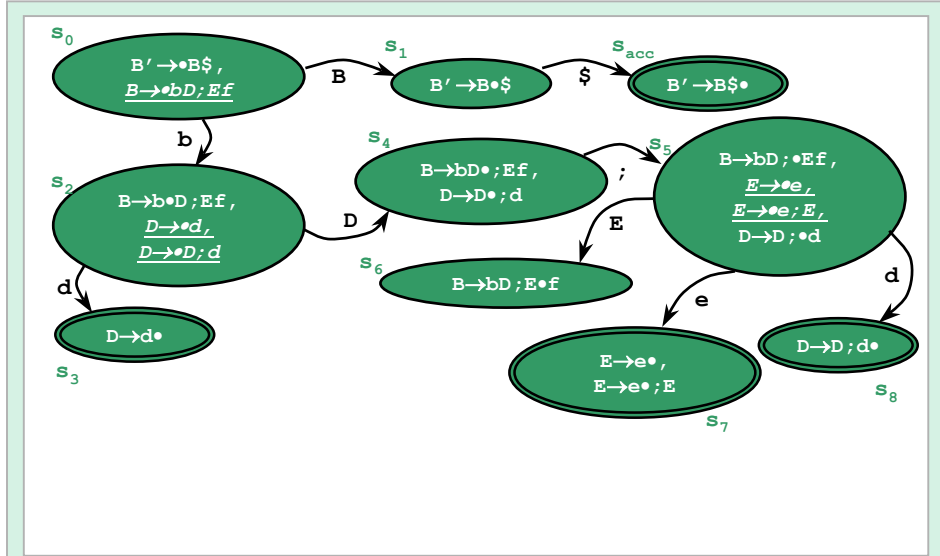 s0
B′→•B$,
B→•bD;Ef
B
s1
B′→B•$
$
sacc
B′→B$•
b
s2
B→b•D;Ef,
D→•d,
D→•D;d
D
s4
B→bD•;Ef,
D→D•;d
;
s5
B→bD;•Ef,
E→•e,
E→•e;E,
D→D;•d
E
s6
B→bD;E•f
d
D→d•
s3
e
E→e•,
E→e•;E
s7
d
D→D;d•
s8